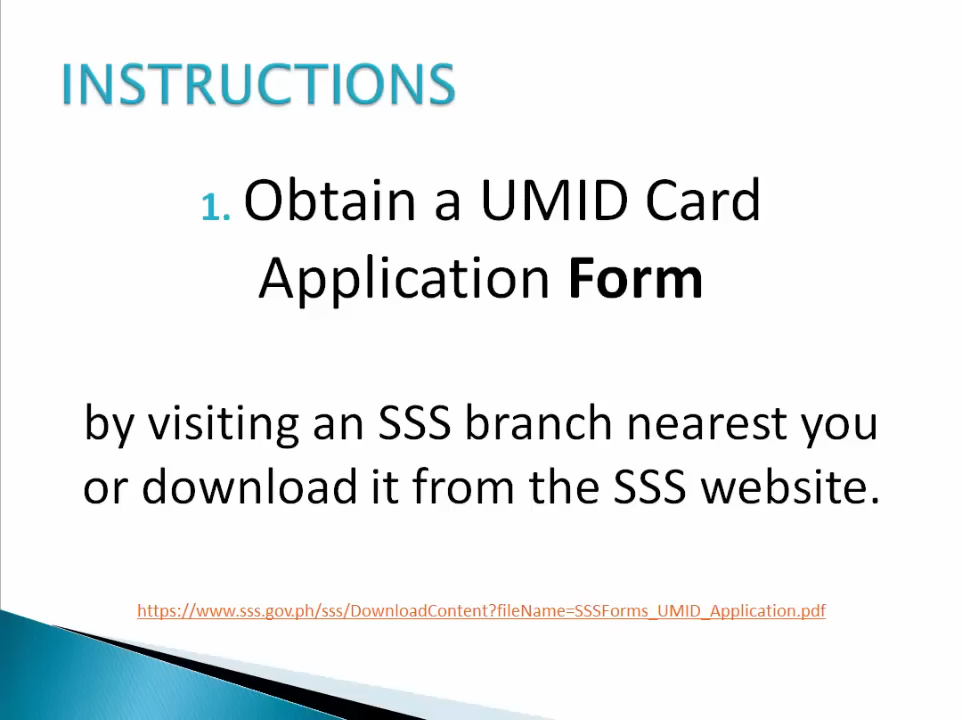 INSTRUCTIONS
1. Obtain a UMID Card
Application Form
by visiting an SSS branch nearest you
or download it from the SSS website.
https://www.sss.gov.ph/sss/DownloadContent?fileName=SSSForms_UMID_Application.pdf